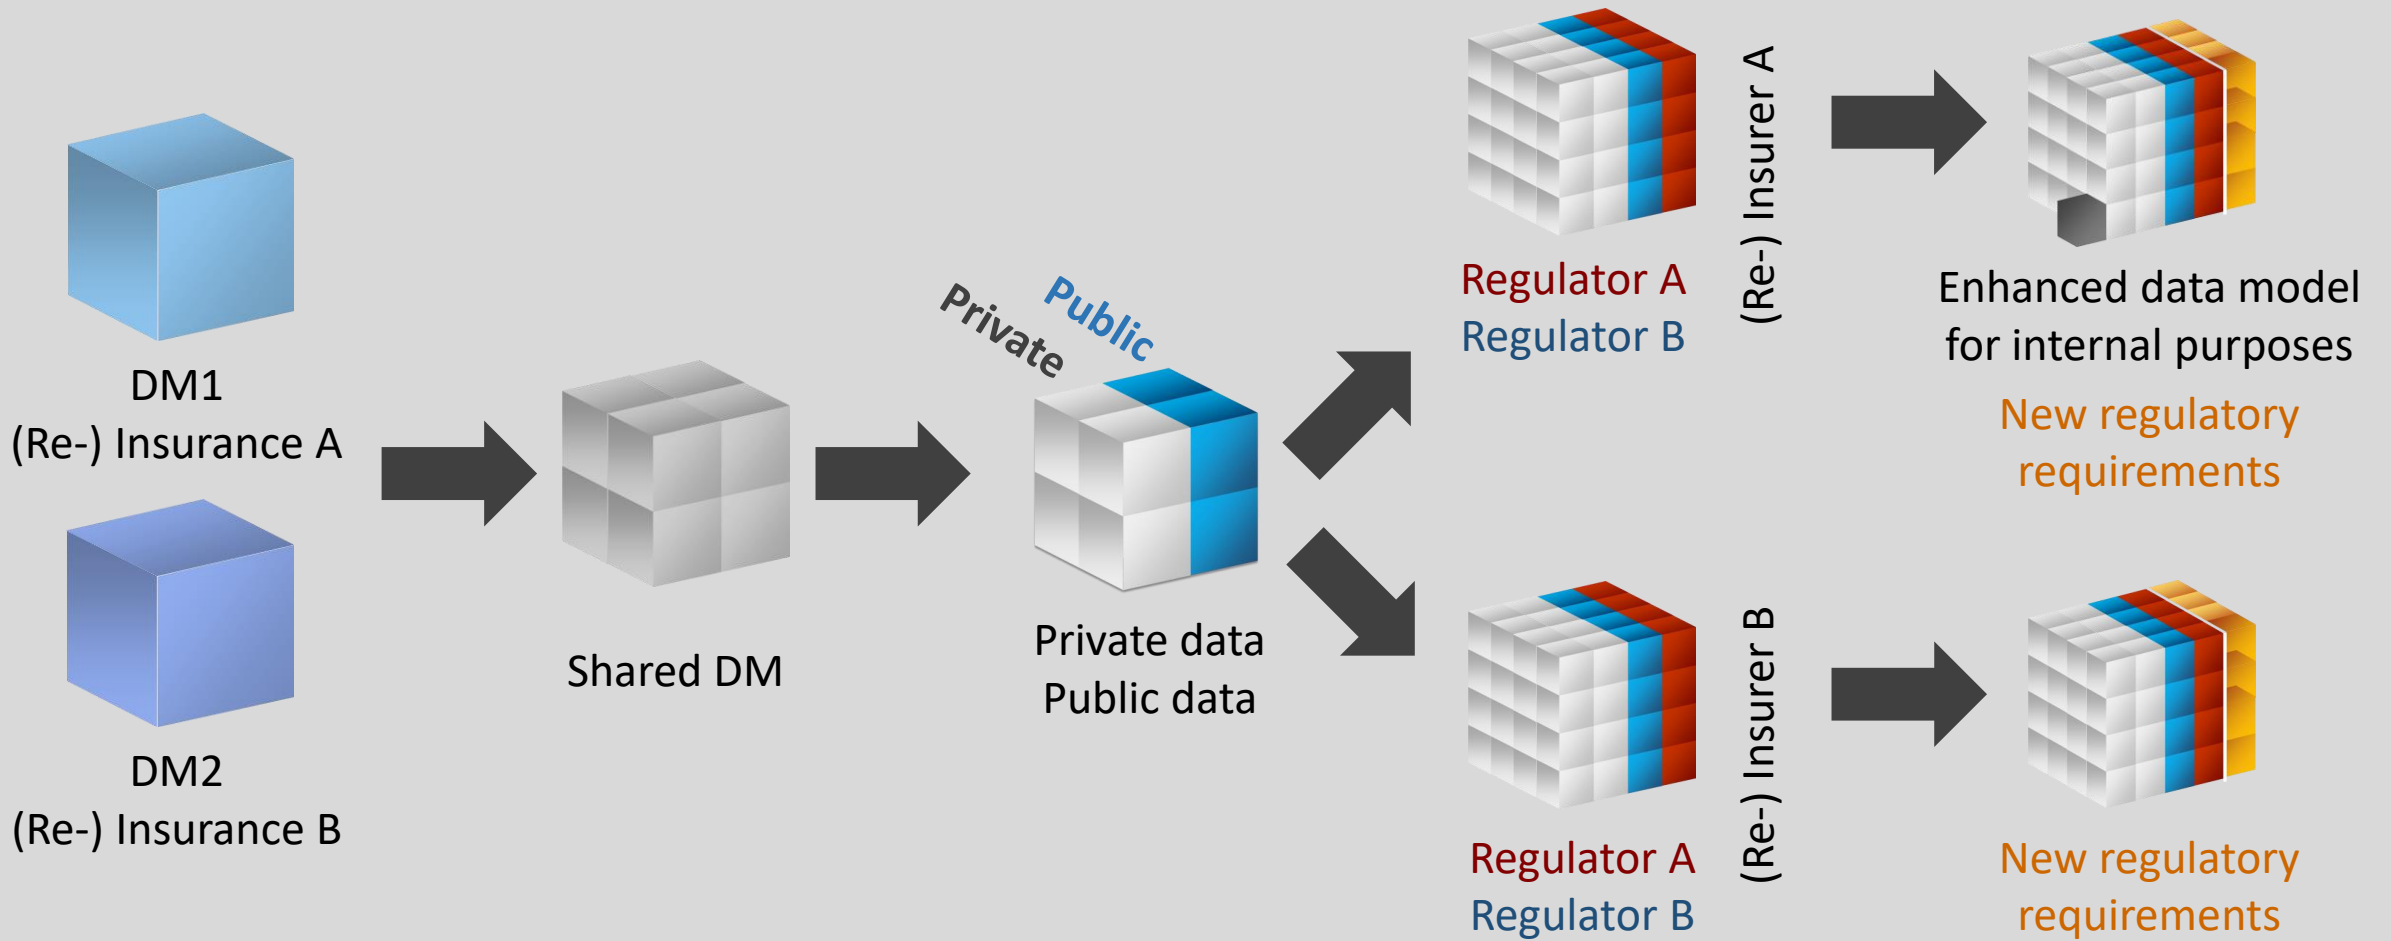 DM1
(Re-) Insurance A
DM2
(Re-) Insurance B
Shared DM
Private
Public
Private data
Public data
Regulator A
Regulator B
(Re-) Insurer A
Enhanced data model
for internal purposes
New regulatory
requirements
Regulator A
Regulator B
(Re-) Insurer B
New regulatory
requirements